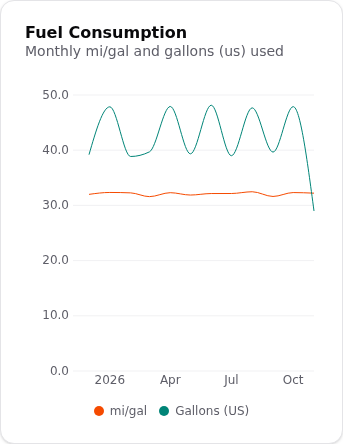 Fuel Consumption
Monthly mi/gal and gallons (us) used
50.0
40.0
30.0
20.0
10.0
0.0
2026 Apr Jul Oct
mi/gal Gallons (US)